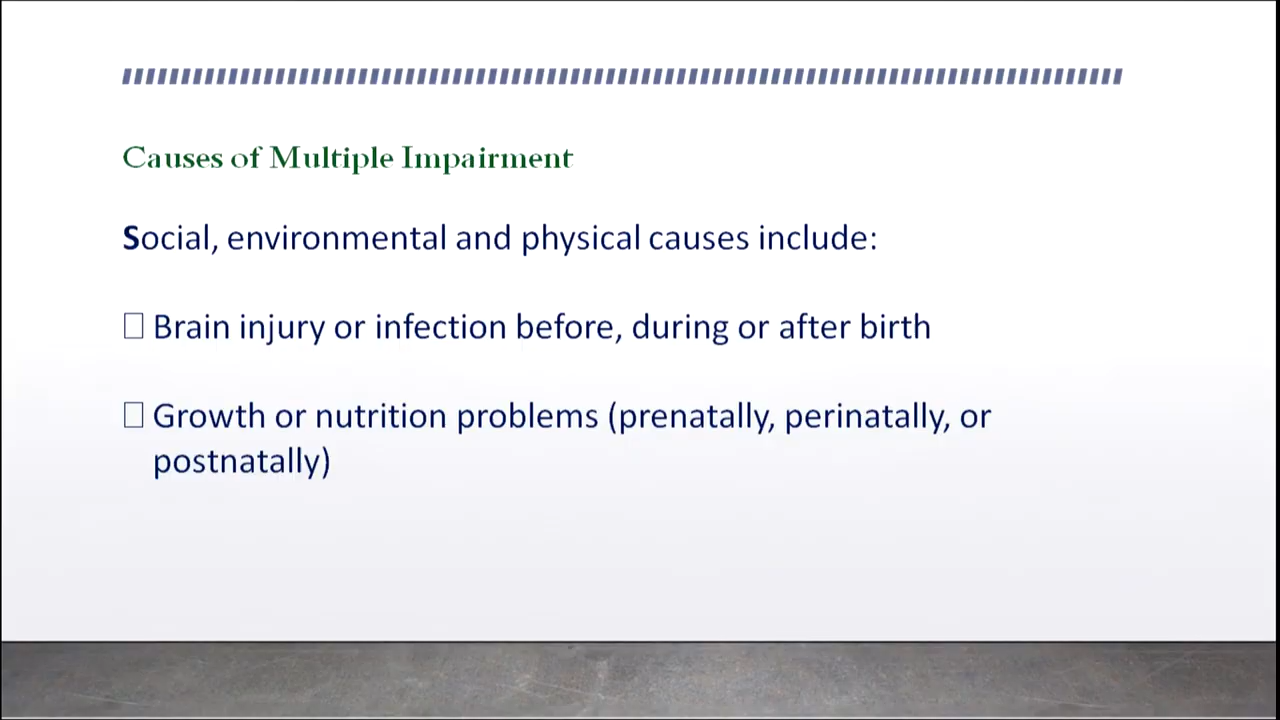 Causes of Multiple Impairment
Social, environmental and physical causes include:
□ Brain injury or infection before, during or after birth
□ Growth or nutrition problems (prenatally, perinatally, or
postnatally)